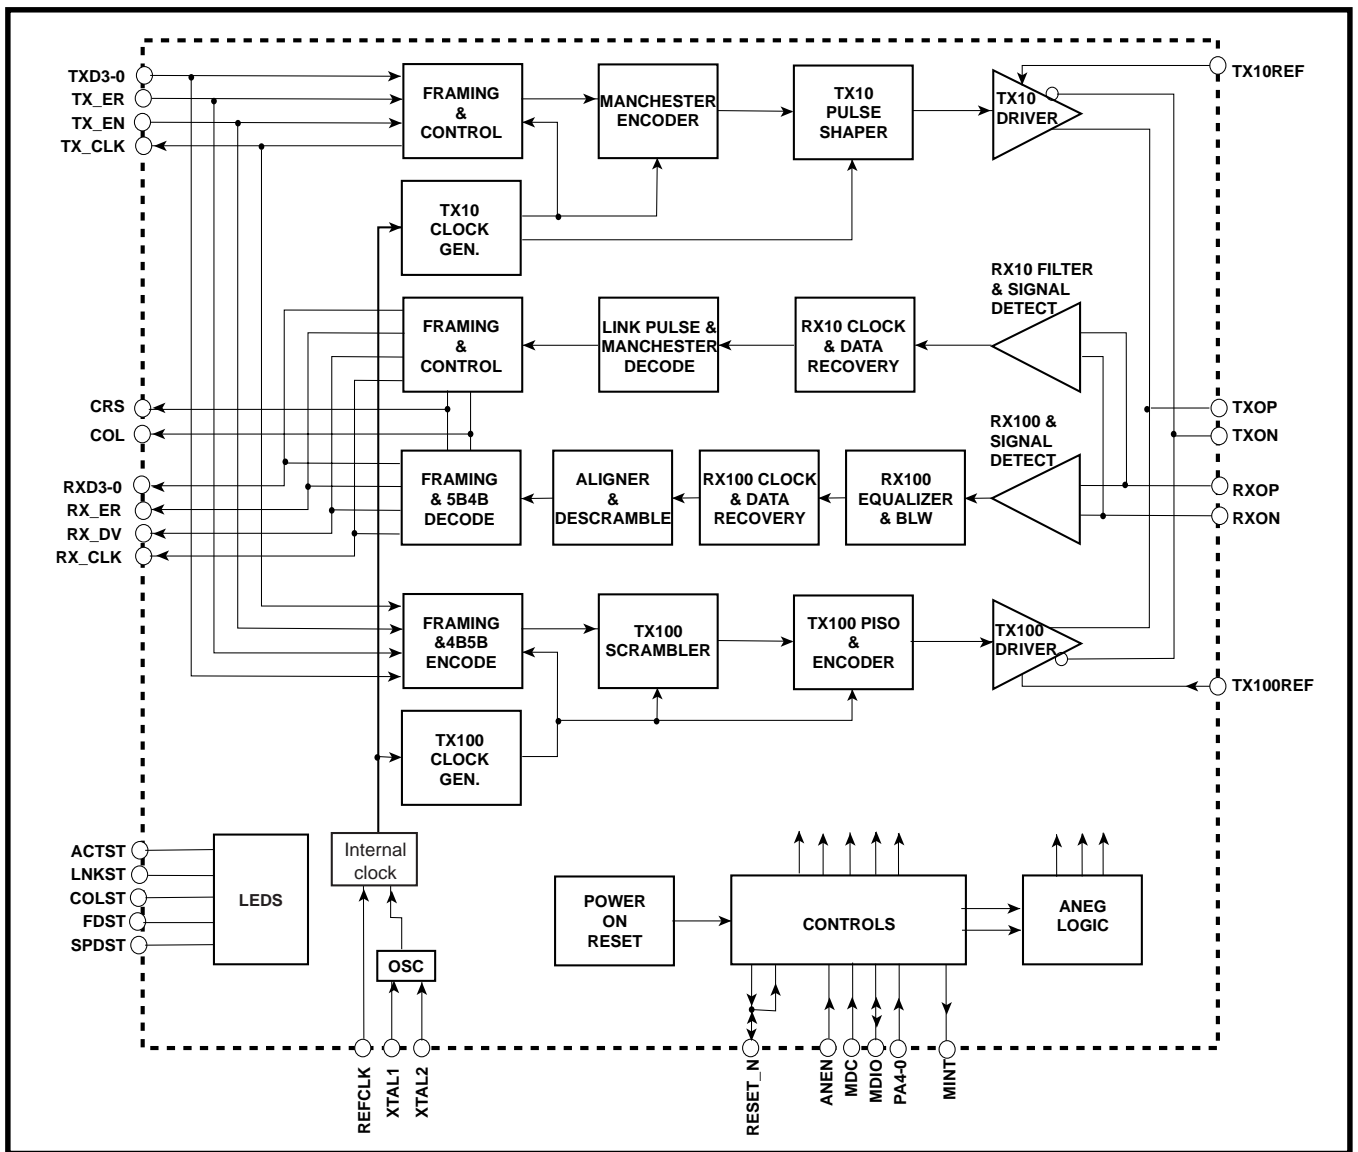 TXD3-0
TX_ER
TX_EN
TX_CLK
FRAMING
&
CONTROL
MANCHESTER
ENCODER
TX10
PULSE
SHAPER
TX10
DRIVER
TX10REF
TX10
CLOCK
GEN.
RX10 FILTER
& SIGNAL
DETECT
FRAMING
&
CONTROL
LINK PULSE &
MANCHESTER
DECODE
RX10 CLOCK
& DATA
RECOVERY
CRS
COL
TXOP
TXON
RX100 &
SIGNAL
DETECT
RXD3-0
RX_ER
RX_DV
RX_CLK
FRAMING
& 5B4B
DECODE
ALIGNER
&
DESCRAMBLE
RX100 CLOCK
& DATA
RECOVERY
RX100
EQUALIZER
& BLW
RXOP
RXON
FRAMING
&4B5B
ENCODE
TX100
SCRAMBLER
TX100 PISO
&
ENCODER
TX100
DRIVER
TX100REF
TX100
CLOCK
GEN.
ACTST
LNKST
COLST
FDST
SPDST
LEDS
Internal
clock
OSC
POWER
ON
RESET
CONTROLS
ANEG
LOGIC
REFCLK
XTAL1
XTAL2
RESET_N
ANEN
MDC
MDIO
PA4-0
MINT